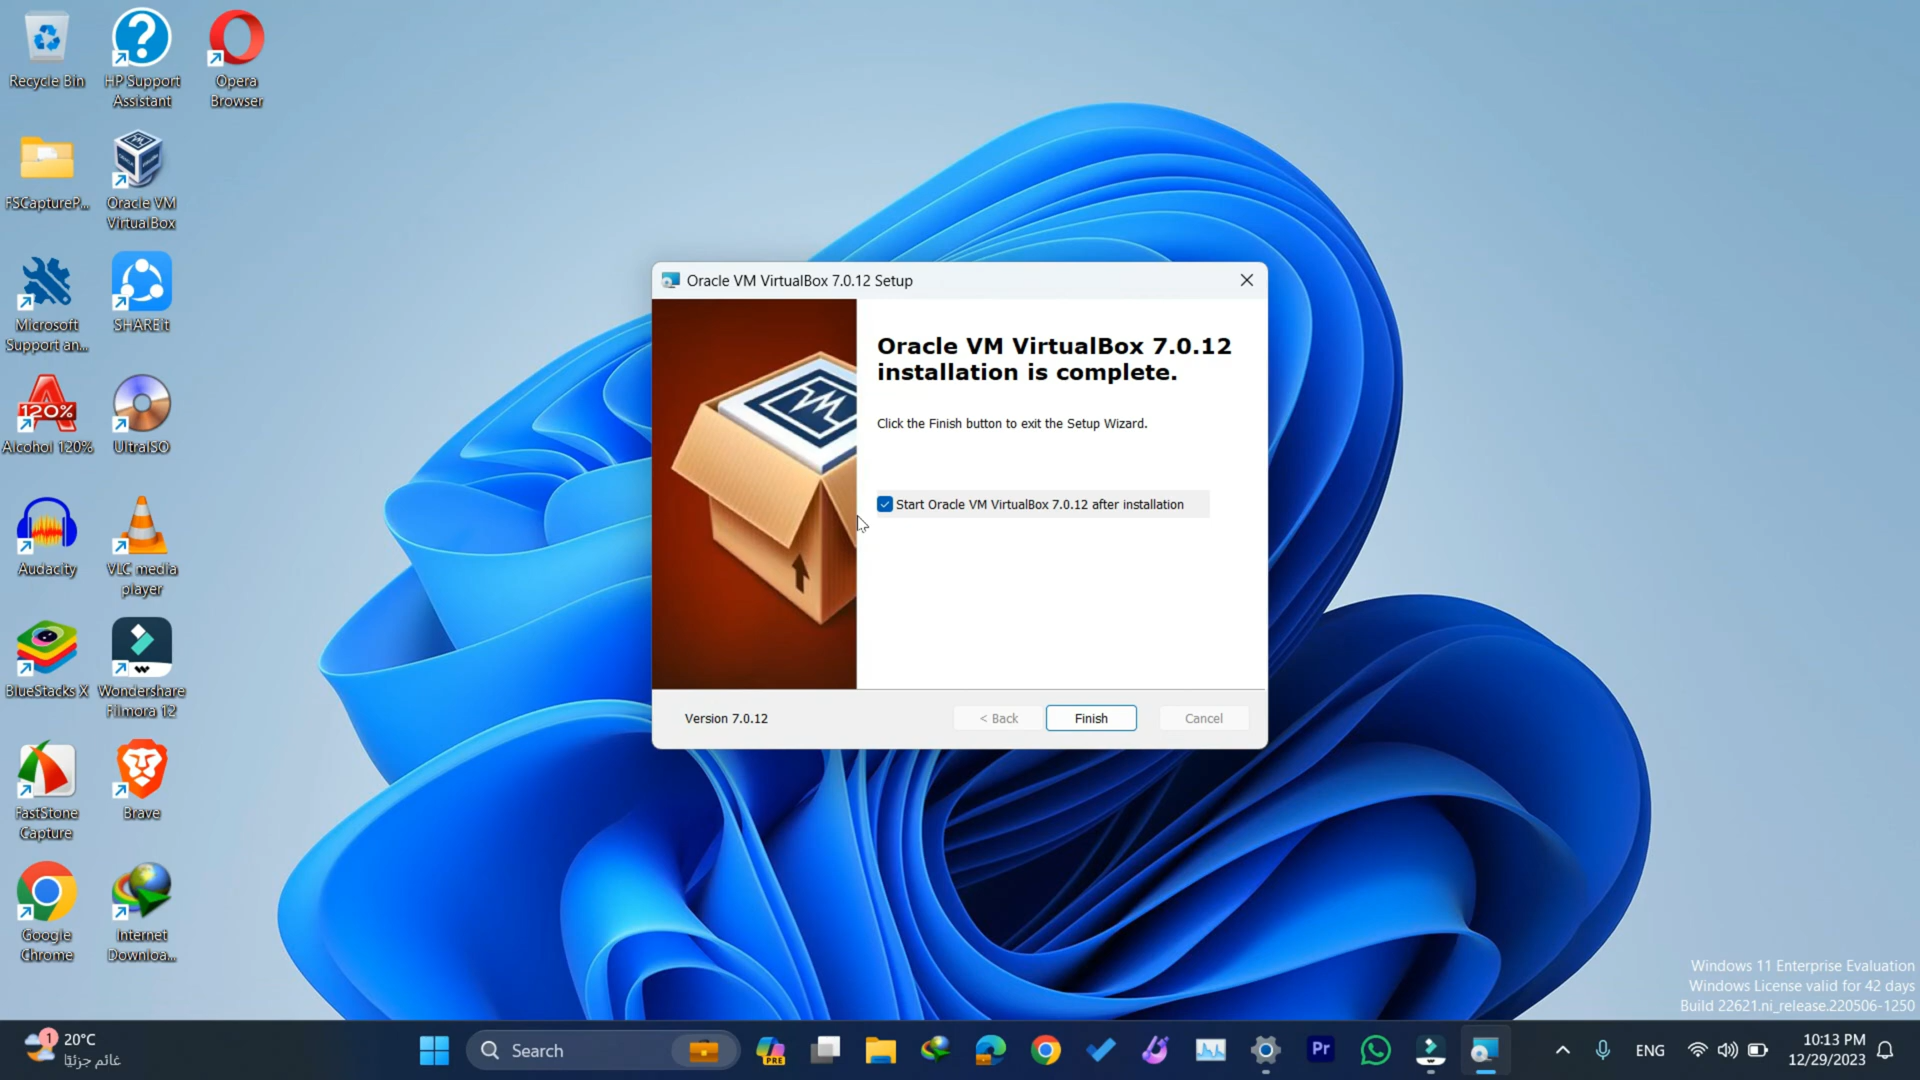 Recycle Bin
HP Support
Assistant
Opera
Browser
FSCaptureP...
Oracle VM
VirtualBox
Microsoft
Support an...
SHAREit
120%
Alcohol 120%
UltraISO
Audacity
VLC media
player
BlueStacks X
Wondershare
Filmora 12
FastStone
Capture
Brave
Google
Chrome
Internet
Downloa...
Oracle VM VirtualBox 7.0.12 Setup
Oracle VM VirtualBox 7.0.12
installation is complete.
Click the Finish button to exit the Setup Wizard.
Start Oracle VM VirtualBox 7.0.12 after installation
Version 7.0.12
< Back
Finish
Cancel
Windows 11 Enterprise Evaluation
Windows License valid for 42 days
Build 22621.ni_release.220506-1250
1
20°C
غائم جزئيًا
Search
PRE
Pr
ENG
10:13 PM
12/29/2023